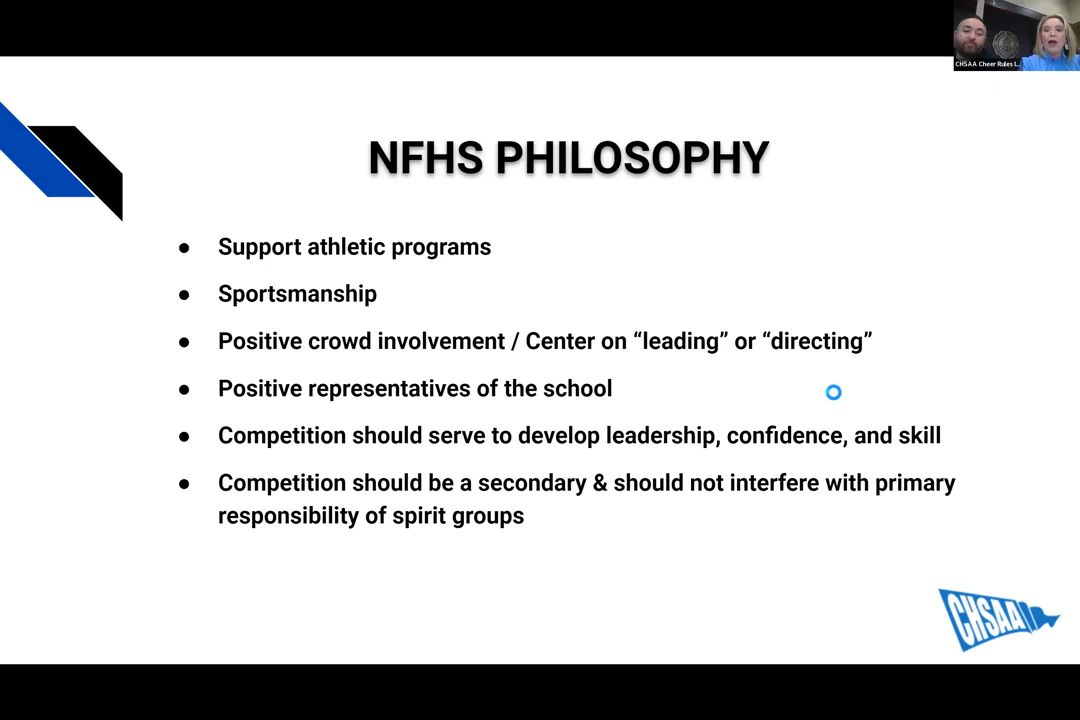 CHSAA Cheer Rules L...
NFHS PHILOSOPHY
● Support athletic programs
● Sportsmanship
● Positive crowd involvement / Center on “leading” or “directing”
● Positive representatives of the school
● Competition should serve to develop leadership, confidence, and skill
● Competition should be a secondary & should not interfere with primary
responsibility of spirit groups
CHSAA